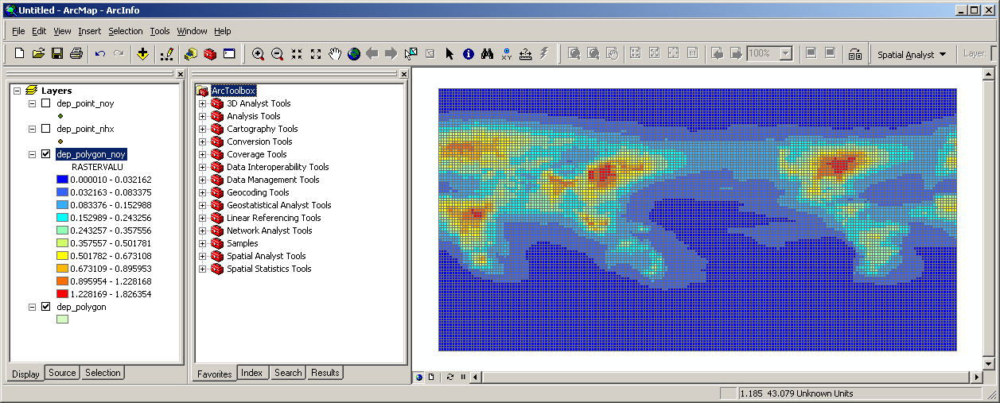 Untitled - ArcMap - ArcInfo
File Edit View Insert Selection Tools Window Help
100%
Spatial Analyst
Layer:
Layers
dep_point_noy
dep_point_nhx
dep_polygon_noy
RASTERVALU
0.000010 - 0.032162
0.032163 - 0.083375
0.083376 - 0.152988
0.152989 - 0.243256
0.243257 - 0.357556
0.357557 - 0.501781
0.501782 - 0.673108
0.673109 - 0.895953
0.895954 - 1.228168
1.228169 - 1.826354
dep_polygon
Display Source Selection
ArcToolbox
3D Analyst Tools
Analysis Tools
Cartography Tools
Conversion Tools
Coverage Tools
Data Interoperability Tools
Data Management Tools
Geocoding Tools
Geostatistical Analyst Tools
Linear Referencing Tools
Network Analyst Tools
Samples
Spatial Analyst Tools
Spatial Statistics Tools
Favorites Index Search Results
1.185 43.079 Unknown Units